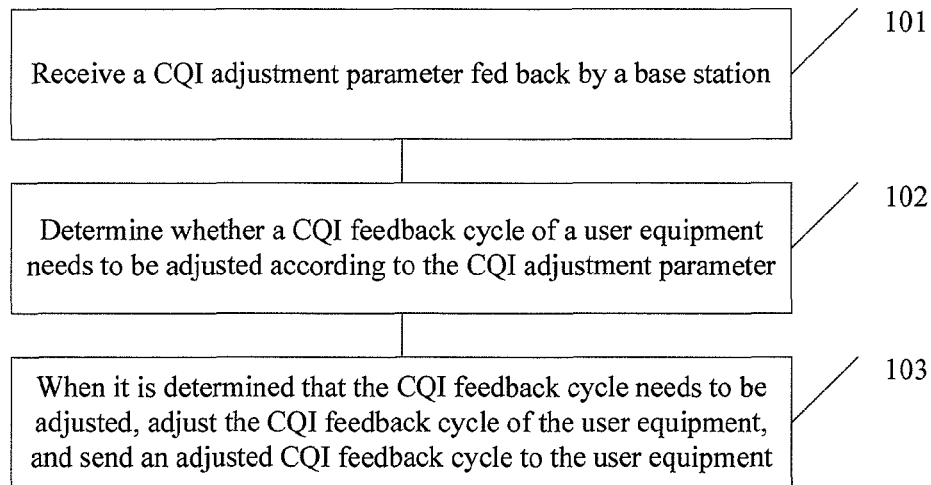 101
Receive a CQI adjustment parameter fed back by a base station
102
Determine whether a CQI feedback cycle of a user equipment
needs to be adjusted according to the CQI adjustment parameter
103
When it is determined that the CQI feedback cycle needs to be
adjusted, adjust the CQI feedback cycle of the user equipment,
and send an adjusted CQI feedback cycle to the user equipment